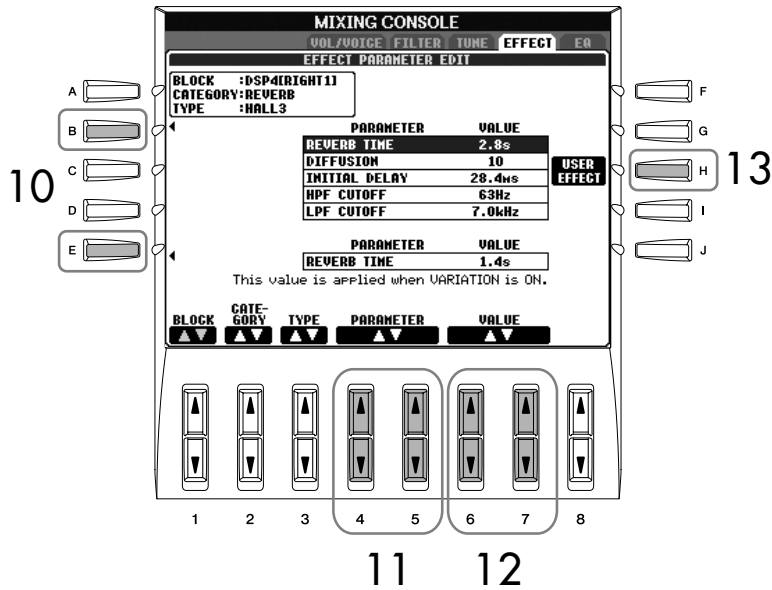 MIXING CONSOLE
VOL/VOICE FILTER TUNE EFFECT EQ
EFFECT PARAMETER EDIT
BLOCK :DSP4[RIGHT1]
CATEGORY:REVERB
TYPE :HALL3
PARAMETER VALUE
REVERB TIME 2.8s
DIFFUSION 10
INITIAL DELAY 28.4ms
HPF CUTOFF 63Hz
LPF CUTOFF 7.0kHz
USER
EFFECT
PARAMETER VALUE
REVERB TIME 1.4s
This value is applied when VARIATION is ON.
BLOCK
CATE-
GORY
TYPE
PARAMETER
VALUE
A
B
C
D
E
F
G
H
I
J
10
13
1 2 3 4 5 6 7 8
11 12